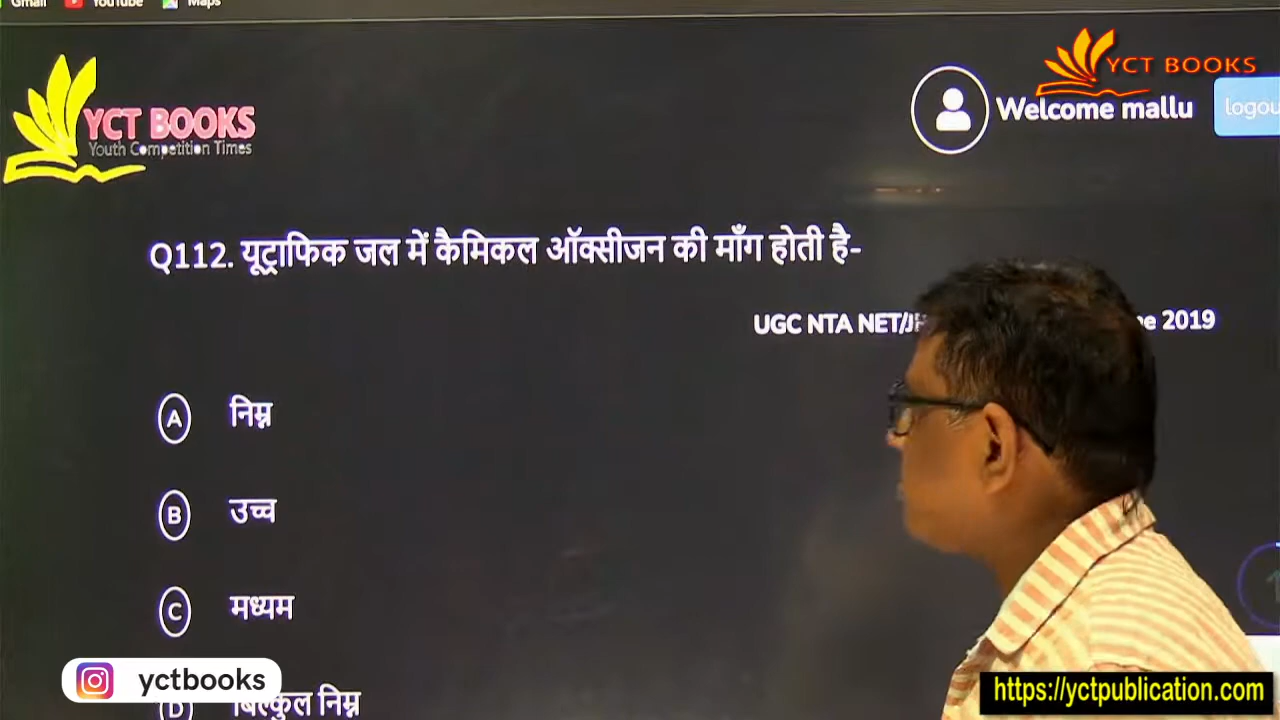 Gmail YouTube Maps
YCT BOOKS
Youth Competition Times
YCT BOOKS
Welcome mallu
logou
Q112. यूट्राफिक जल में कैमिकल ऑक्सीजन की माँग होती है-
UGC NTA NET/J 2019
A निम्न
B उच्च
C मध्यम
D बिल्कुल निम्न
yctbooks
https://yctpublication.com